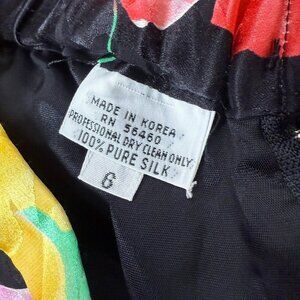 MADE IN KOREA
RN 56460
PROFESSIONAL DRY CLEAN ONLY
100% PURE SILK
6